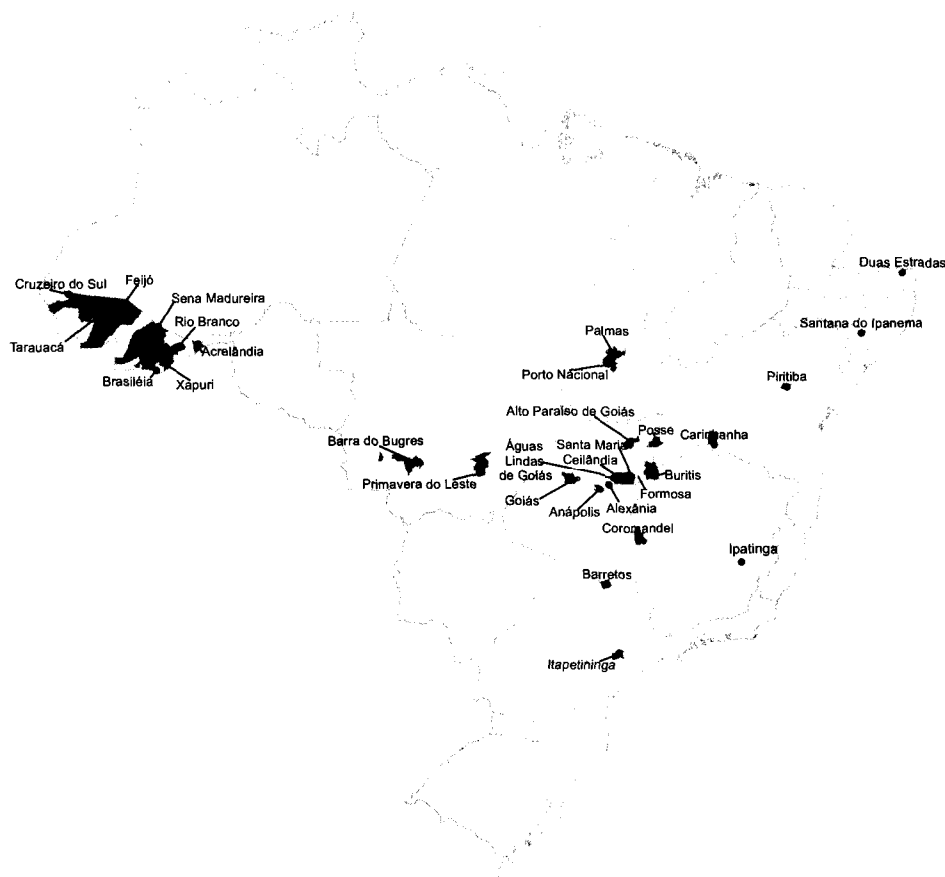 Duas Estradas
Cruzeiro do Sul
Feijó
Sena Madureira
Rio Branco
Santana do Ipanema
Tarauacá
Acrelândia
Palmas
Brasiléia
Xapuri
Porto Nacional
Piritiba
Alto Paraíso de Goiás
Posse
Carinhanha
Barra do Bugres
Águas
Lindas
de Goiás
Santa Maria
Ceilândia
Primavera do Leste
Buritis
Goiás
Formosa
Anápolis
Alexânia
Coromandel
Ipatinga
Barretos
Itapetininga